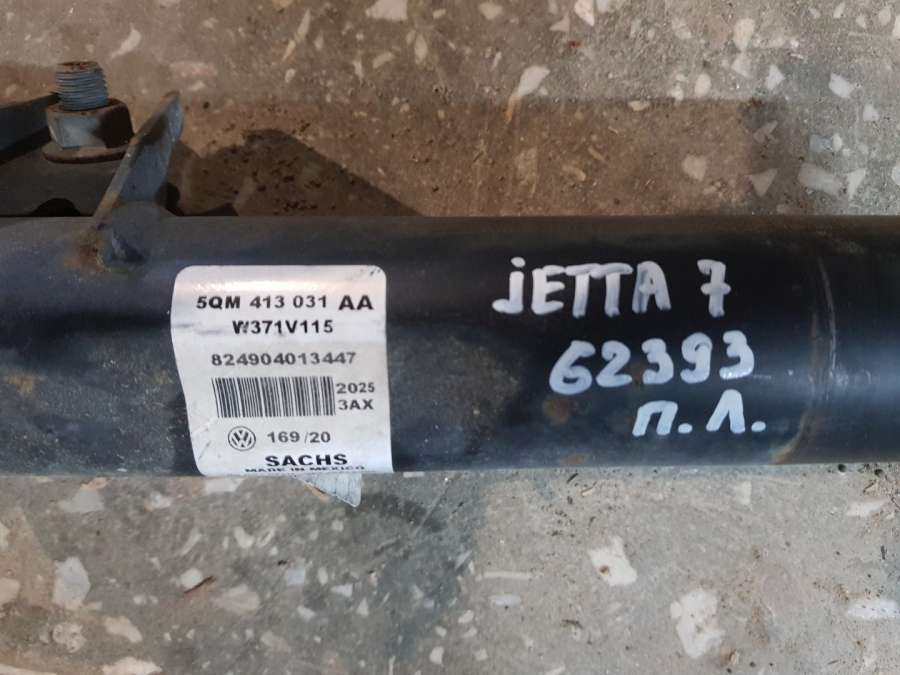 5QM 413 031 AA
W371V115
824904013447
2025
3AX
169/20
SACHS
MADE IN MEXICO
jETTA 7
62393
П.Л.